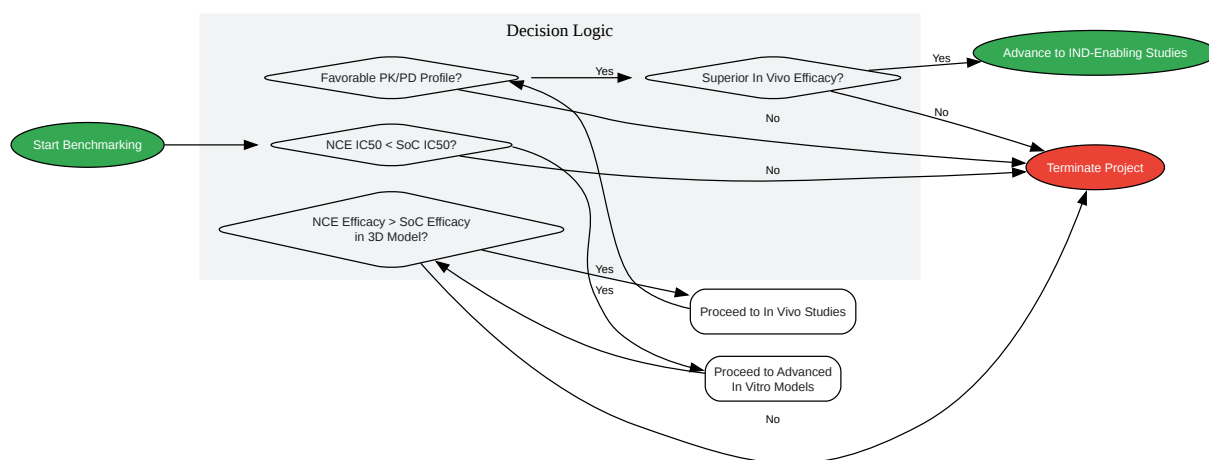 Decision Logic
Favorable PK/PD Profile?
Yes
Superior In Vivo Efficacy?
Yes
Advance to IND-Enabling Studies
No
No
Start Benchmarking
NCE IC50 < SoC IC50?
No
Terminate Project
NCE Efficacy > SoC Efficacy
in 3D Model?
Yes
Yes
Proceed to In Vivo Studies
Proceed to Advanced
In Vitro Models
No